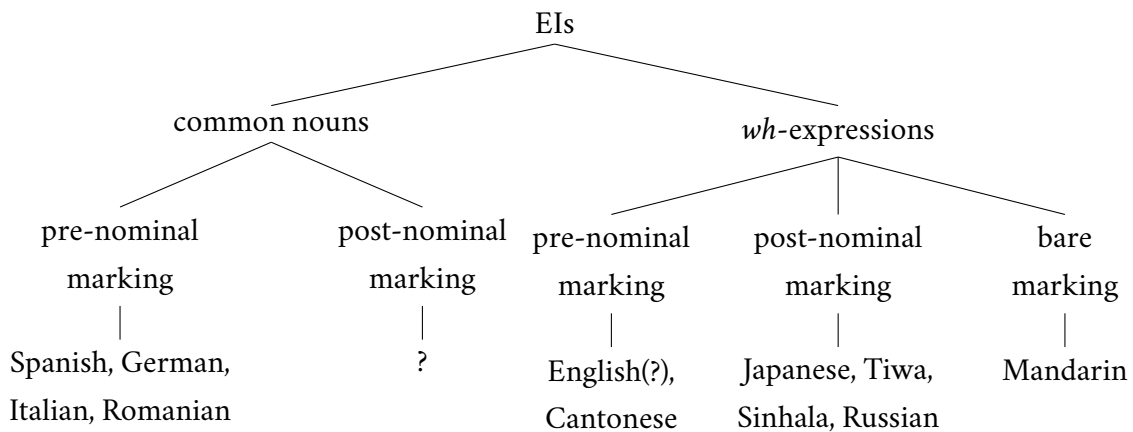 EIs
common nouns
wh-expressions
pre-nominal
marking
post-nominal
marking
pre-nominal
marking
post-nominal
marking
bare
marking
Spanish, German,
Italian, Romanian
?
English(?),
Cantonese
Japanese, Tiwa,
Sinhala, Russian
Mandarin